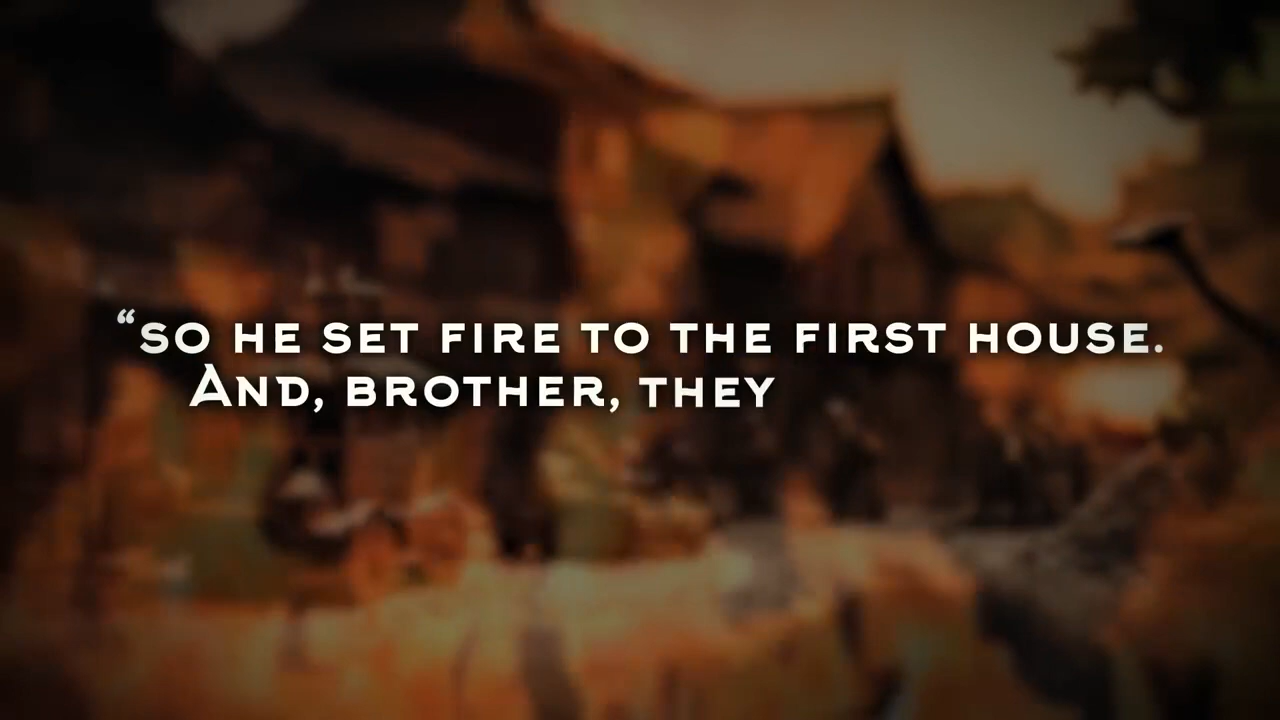 “SO HE SET FIRE TO THE FIRST HOUSE.
AND, BROTHER, THEY